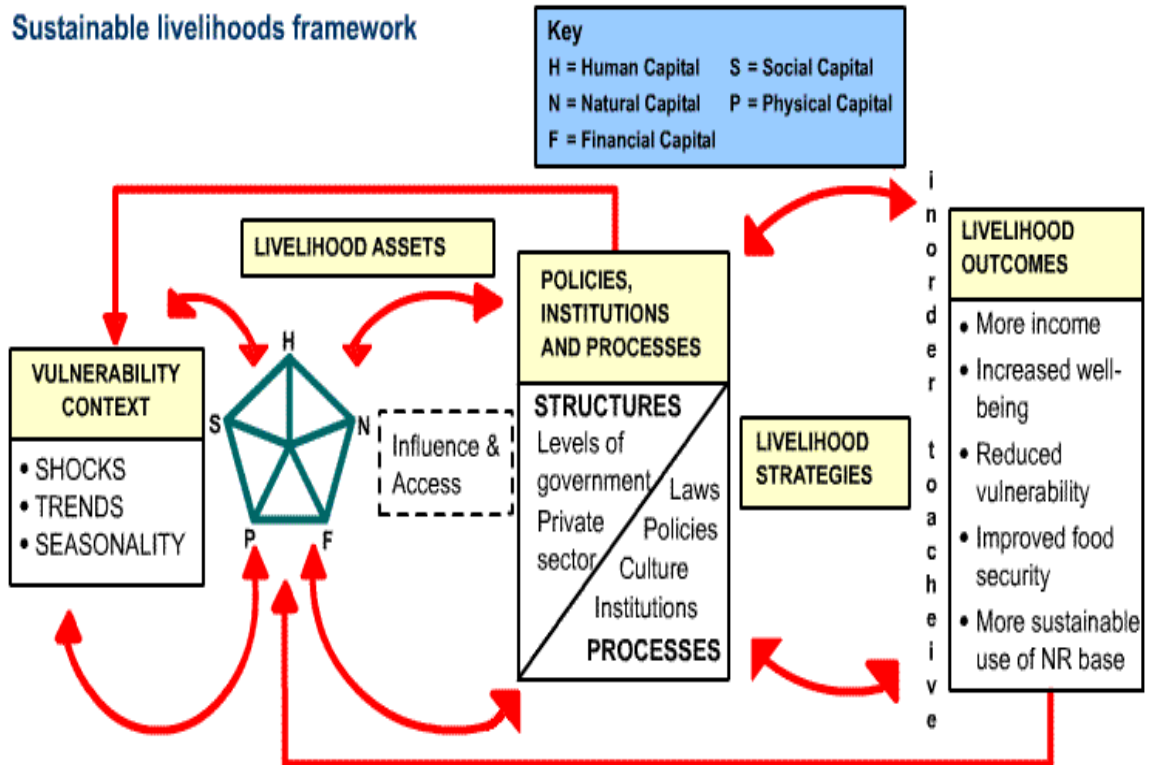 Sustainable livelihoods framework
Key
H = Human Capital S = Social Capital
N = Natural Capital P = Physical Capital
F = Financial Capital
LIVELIHOOD ASSETS
VULNERABILITY
CONTEXT
• SHOCKS
• TRENDS
• SEASONALITY
H
S
N
P
F
Influence &
Access
POLICIES,
INSTITUTIONS
AND PROCESSES
STRUCTURES
Levels of
government
Private
sector
Laws
Policies
Culture
Institutions
PROCESSES
LIVELIHOOD
STRATEGIES
inorder toacheive
LIVELIHOOD
OUTCOMES
• More income
• Increased well-
being
• Reduced
vulnerability
• Improved food
security
• More sustainable
use of NR base